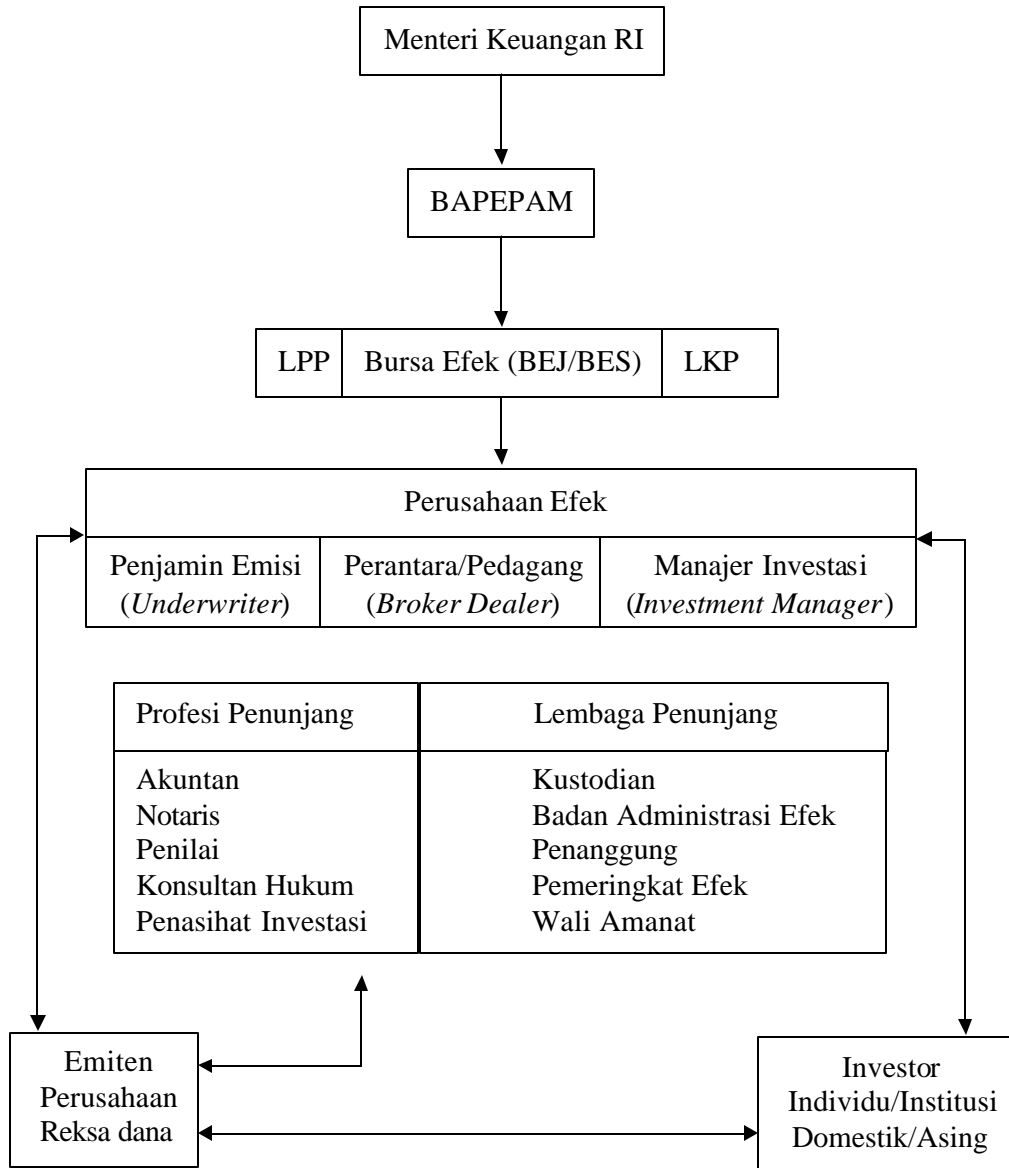 Menteri Keuangan RI
BAPEPAM
LPP Bursa Efek (BEJ/BES) LKP
Perusahaan Efek
Penjamin Emisi
(Underwriter)
Perantara/Pedagang
(Broker Dealer)
Manajer Investasi
(Investment Manager)
Profesi Penunjang
Akuntan
Notaris
Penilai
Konsultan Hukum
Penasihat Investasi
Lembaga Penunjang
Kustodian
Badan Administrasi Efek
Penanggung
Pemeringkat Efek
Wali Amanat
Emiten
Perusahaan
Reksa dana
Investor
Individu/Institusi
Domestik/Asing